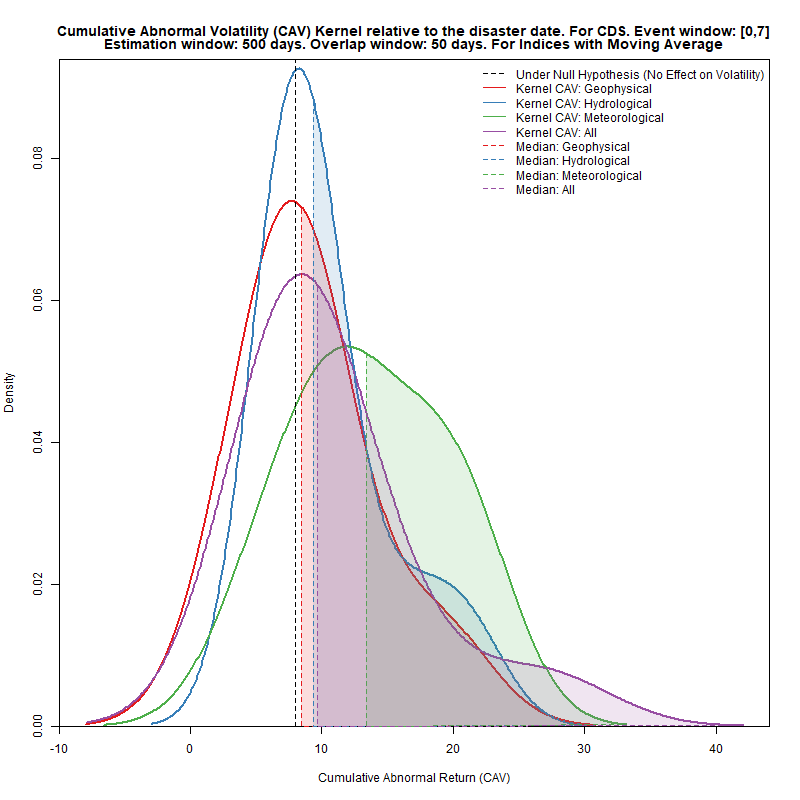 Cumulative Abnormal Volatility (CAV) Kernel relative to the disaster date. For CDS. Event window: [0,7]
Estimation window: 500 days. Overlap window: 50 days. For Indices with Moving Average
Under Null Hypothesis (No Effect on Volatility)
Kernel CAV: Geophysical
Kernel CAV: Hydrological
Kernel CAV: Meteorological
Kernel CAV: All
Median: Geophysical
Median: Hydrological
Median: Meteorological
Median: All
Density
0.08
0.06
0.04
0.02
0.00
-10 0 10 20 30 40
Cumulative Abnormal Return (CAV)